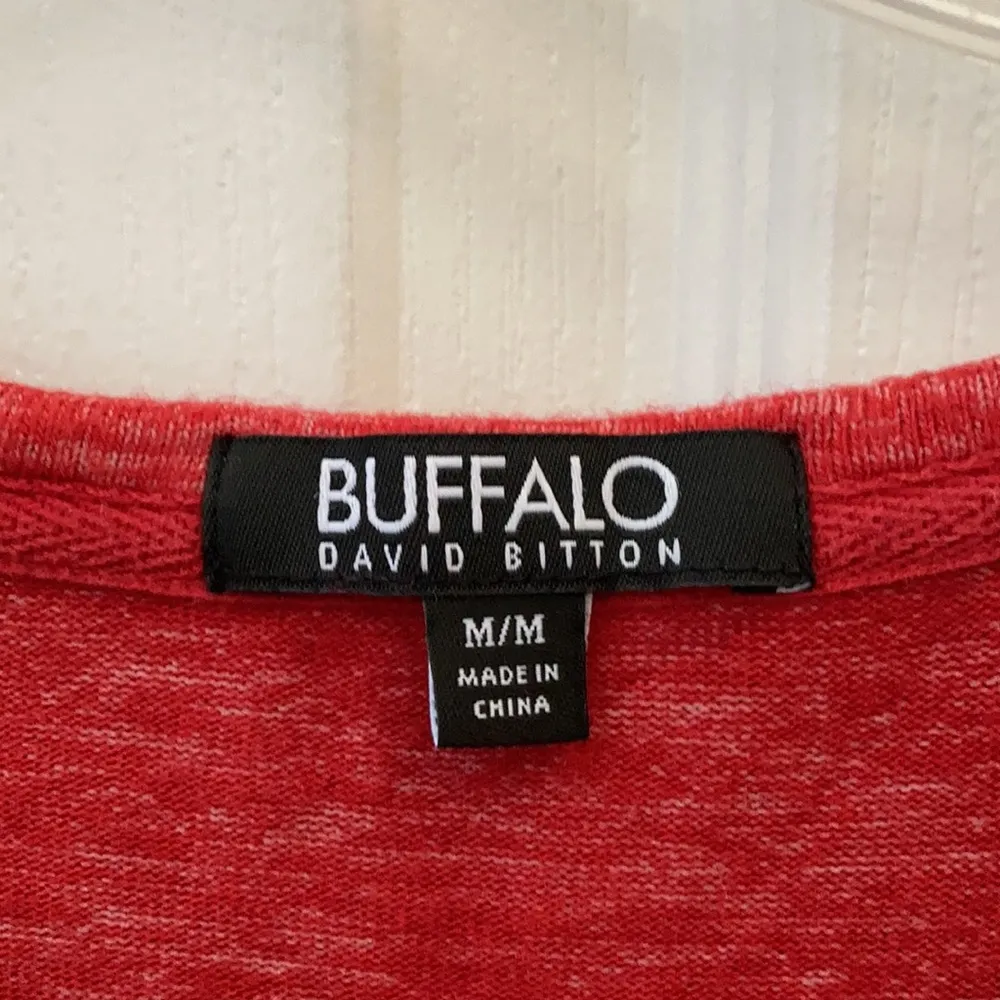 BUFFALO
DAVID BITTON
M/M
MADE IN
CHINA